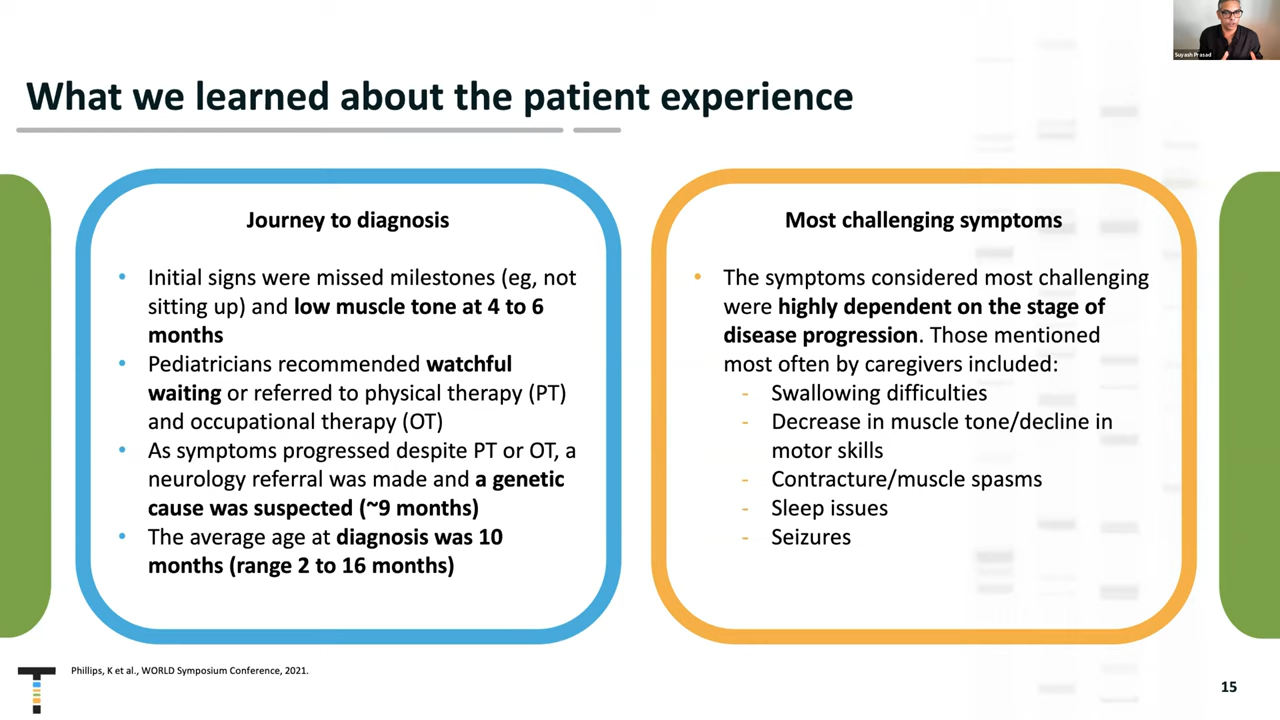 Suyash Prasad
What we learned about the patient experience
Journey to diagnosis
• Initial signs were missed milestones (eg, not
sitting up) and low muscle tone at 4 to 6
months
• Pediatricians recommended watchful
waiting or referred to physical therapy (PT)
and occupational therapy (OT)
• As symptoms progressed despite PT or OT, a
neurology referral was made and a genetic
cause was suspected (~9 months)
• The average age at diagnosis was 10
months (range 2 to 16 months)
Most challenging symptoms
• The symptoms considered most challenging
were highly dependent on the stage of
disease progression. Those mentioned
most often by caregivers included:
- Swallowing difficulties
- Decrease in muscle tone/decline in
motor skills
- Contracture/muscle spasms
- Sleep issues
- Seizures
Phillips, K et al., WORLD Symposium Conference, 2021.
15